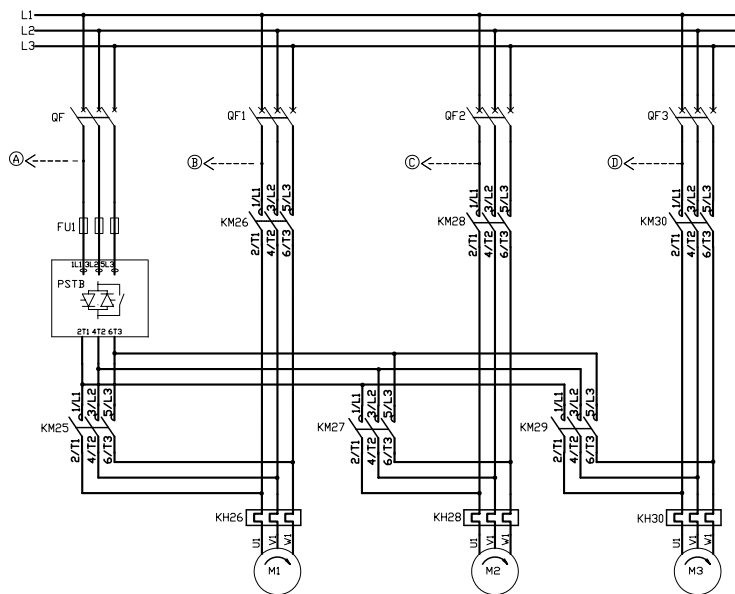 L1
L2
L3
QF
QF1
QF2
QF3
A
B
C
D
1/L1
3/L2
5/L3
KM26
2/T1
4/T2
6/T3
1/L1
3/L2
5/L3
KM28
2/T1
4/T2
6/T3
1/L1
3/L2
5/L3
KM30
2/T1
4/T2
6/T3
FU1
1L1 3L2 5L3
PSTB
2T1 4T2 6T3
1/L1
3/L2
5/L3
KM25
2/T1
4/T2
6/T3
1/L1
3/L2
5/L3
KM27
2/T1
4/T2
6/T3
1/L1
3/L2
5/L3
KM29
2/T1
4/T2
6/T3
KH26
KH28
KH30
U1
V1
W1
U1
V1
W1
U1
V1
W1
M1
M2
M3